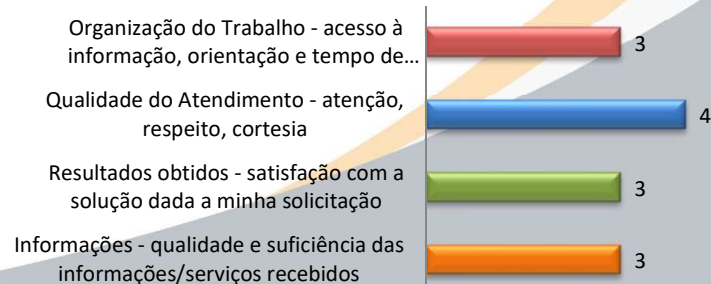 Organização do Trabalho - acesso à
informação, orientação e tempo de…
3
Qualidade do Atendimento - atenção,
respeito, cortesia
4
Resultados obtidos - satisfação com a
solução dada a minha solicitação
3
Informações - qualidade e suficiência das
informações/serviços recebidos
3